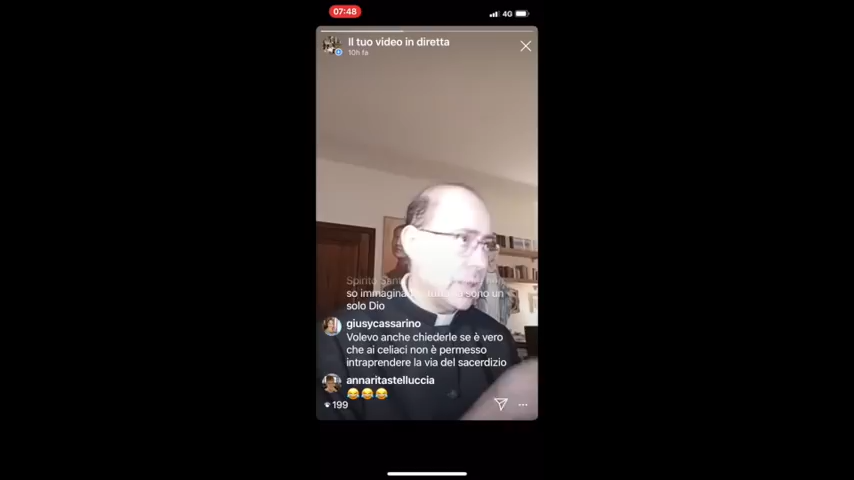 07:48
4G
Il tuo video in diretta
10h fa
Spirito
so
sono un
solo Dio
giusycassarino
Volevo anche chiederle se è vero
che ai celiaci non è permesso
intraprendere la via del sacerdizio
annaritastelluccia
😂😂😂
199